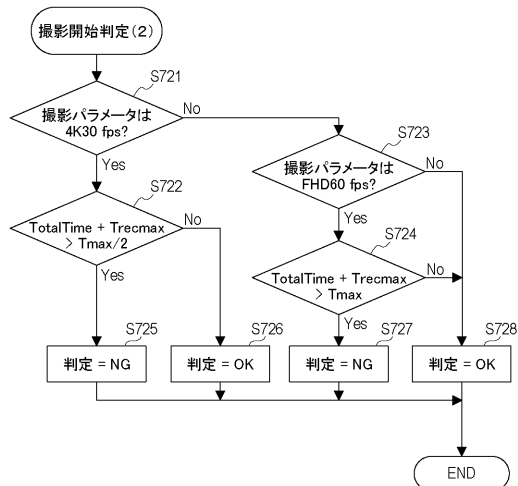 撮影開始判定(2)
S721
撮影パラメータは
4K30 fps?
No
Yes
S723
撮影パラメータは
FHD60 fps?
No
Yes
S722
TotalTime + Trecmax
> Tmax/2
No
Yes
S724
TotalTime + Trecmax
> Tmax
No
Yes
S725
判定 = NG
S726
判定 = OK
S727
判定 = NG
S728
判定 = OK
END